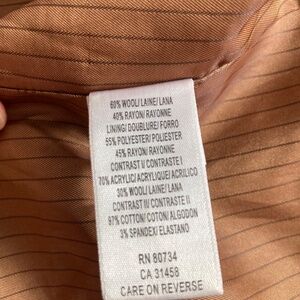 60% WOOL/LAINE/LANA
40% RAYON/RAYONNE
LINING/DOUBLURE/FORRO
55% POLYESTER/POLIESTER
45% RAYON/RAYONNE
CONTRAST I/CONTRASTE I
70% ACRYLIC/ACRYLIQUE/ACRILICO
30% WOOL/LAINE/LANA
CONTRAST II/CONTRASTE II
97% COTTON/COTON/ALGODON
3% SPANDEX/ELASTANO
RN 80734
CA 31458
CARE ON REVERSE